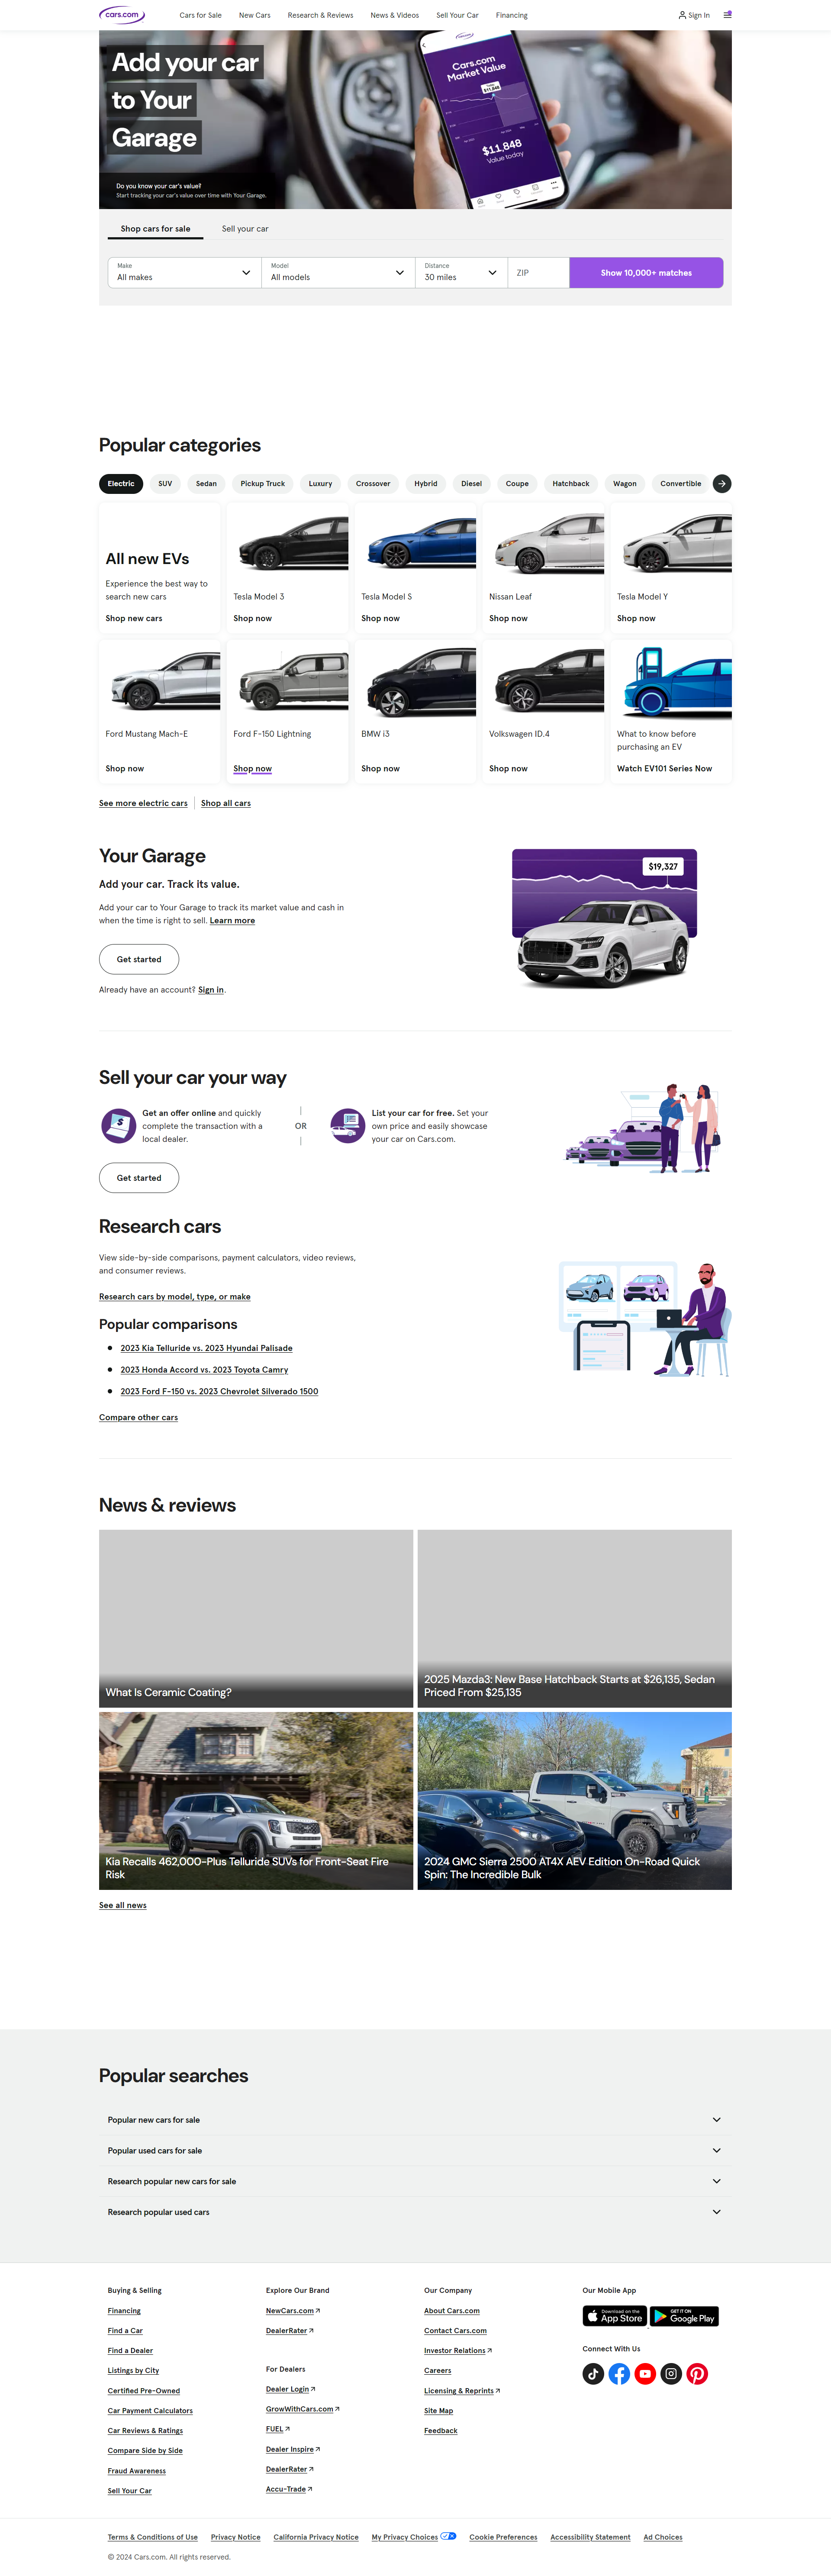 cars.com
Cars for Sale
New Cars
Research & Reviews
News & Videos
Sell Your Car
Financing
Sign In
Add your car
to Your
Garage
Cars.com
Market Value
$11,848
$11,848
Value today
Do you know your car's value?
Start tracking your car's value over time with Your Garage.
Shop cars for sale
Sell your car
Make
All makes
Model
All models
Distance
30 miles
ZIP
Show 10,000+ matches
Popular categories
Electric
SUV
Sedan
Pickup Truck
Luxury
Crossover
Hybrid
Diesel
Coupe
Hatchback
Wagon
Convertible
All new EVs
Experience the best way to
search new cars
Shop new cars
Tesla Model 3
Shop now
Tesla Model S
Shop now
Nissan Leaf
Shop now
Tesla Model Y
Shop now
Ford Mustang Mach-E
Shop now
Ford F-150 Lightning
Shop now
BMW i3
Shop now
Volkswagen ID.4
Shop now
What to know before
purchasing an EV
Watch EV101 Series Now
See more electric cars
Shop all cars
Your Garage
Add your car. Track its value.
Add your car to Your Garage to track its market value and cash in
when the time is right to sell. Learn more
Get started
Already have an account? Sign in.
$19,327
Sell your car your way
Get an offer online and quickly
complete the transaction with a
local dealer.
OR
List your car for free. Set your
own price and easily showcase
your car on Cars.com.
Get started
Research cars
View side-by-side comparisons, payment calculators, video reviews,
and consumer reviews.
Research cars by model, type, or make
Popular comparisons
2023 Kia Telluride vs. 2023 Hyundai Palisade
2023 Honda Accord vs. 2023 Toyota Camry
2023 Ford F-150 vs. 2023 Chevrolet Silverado 1500
Compare other cars
News & reviews
What Is Ceramic Coating?
2025 Mazda3: New Base Hatchback Starts at $26,135, Sedan
Priced From $25,135
Kia Recalls 462,000-Plus Telluride SUVs for Front-Seat Fire
Risk
2024 GMC Sierra 2500 AT4X AEV Edition On-Road Quick
Spin: The Incredible Bulk
See all news
Popular searches
Popular new cars for sale
Popular used cars for sale
Research popular new cars for sale
Research popular used cars
Buying & Selling
Financing
Find a Car
Find a Dealer
Listings by City
Certified Pre-Owned
Car Payment Calculators
Car Reviews & Ratings
Compare Side by Side
Fraud Awareness
Sell Your Car
Explore Our Brand
NewCars.com
DealerRater
For Dealers
Dealer Login
GrowWithCars.com
FUEL
Dealer Inspire
DealerRater
Accu-Trade
Our Company
About Cars.com
Contact Cars.com
Investor Relations
Careers
Licensing & Reprints
Site Map
Feedback
Our Mobile App
Download on the
App Store
GET IT ON
Google Play
Connect With Us
Terms & Conditions of Use
Privacy Notice
California Privacy Notice
My Privacy Choices
Cookie Preferences
Accessibility Statement
Ad Choices
© 2024 Cars.com. All rights reserved.